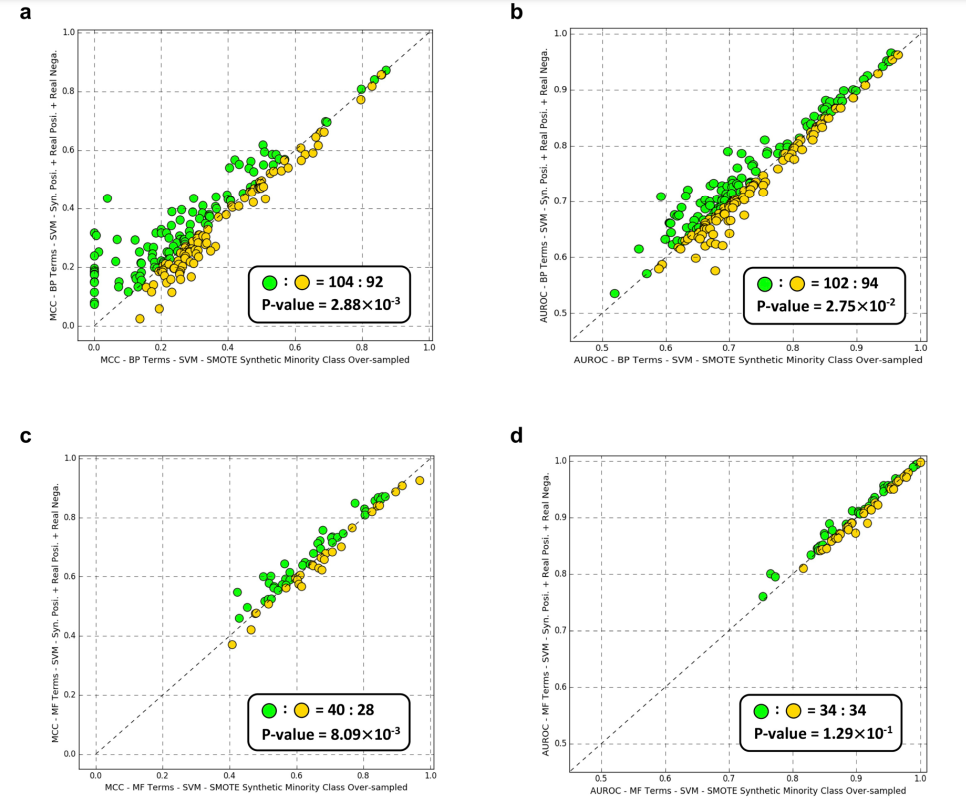 a
MCC - BP Terms - SVM - Syn. Posi. + Real Posi. + Real Nega.
1.0
0.8
0.6
0.4
0.2
0.0
: = 104 : 92
P-value = 2.88×10-3
0.0 0.2 0.4 0.6 0.8 1.0
MCC - BP Terms - SVM - SMOTE Synthetic Minority Class Over-sampled
b
AUROC - BP Terms - SVM - Syn. Posi. + Real Posi. + Real Nega.
1.0
0.9
0.8
0.7
0.6
0.5
: = 102 : 94
P-value = 2.75×10-2
0.5 0.6 0.7 0.8 0.9 1.0
AUROC - BP Terms - SVM - SMOTE Synthetic Minority Class Over-sampled
c
MCC - MF Terms - SVM - Syn. Posi. + Real Posi. + Real Nega.
1.0
0.8
0.6
0.4
0.2
0.0
: = 40 : 28
P-value = 8.09×10-3
0.0 0.2 0.4 0.6 0.8 1.0
MCC - MF Terms - SVM - SMOTE Synthetic Minority Class Over-sampled
d
AUROC - MF Terms - SVM - Syn. Posi. + Real Posi. + Real Nega.
1.0
0.9
0.8
0.7
0.6
0.5
: = 34 : 34
P-value = 1.29×10-1
0.5 0.6 0.7 0.8 0.9 1.0
AUROC - MF Terms - SVM - SMOTE Synthetic Minority Class Over-sampled